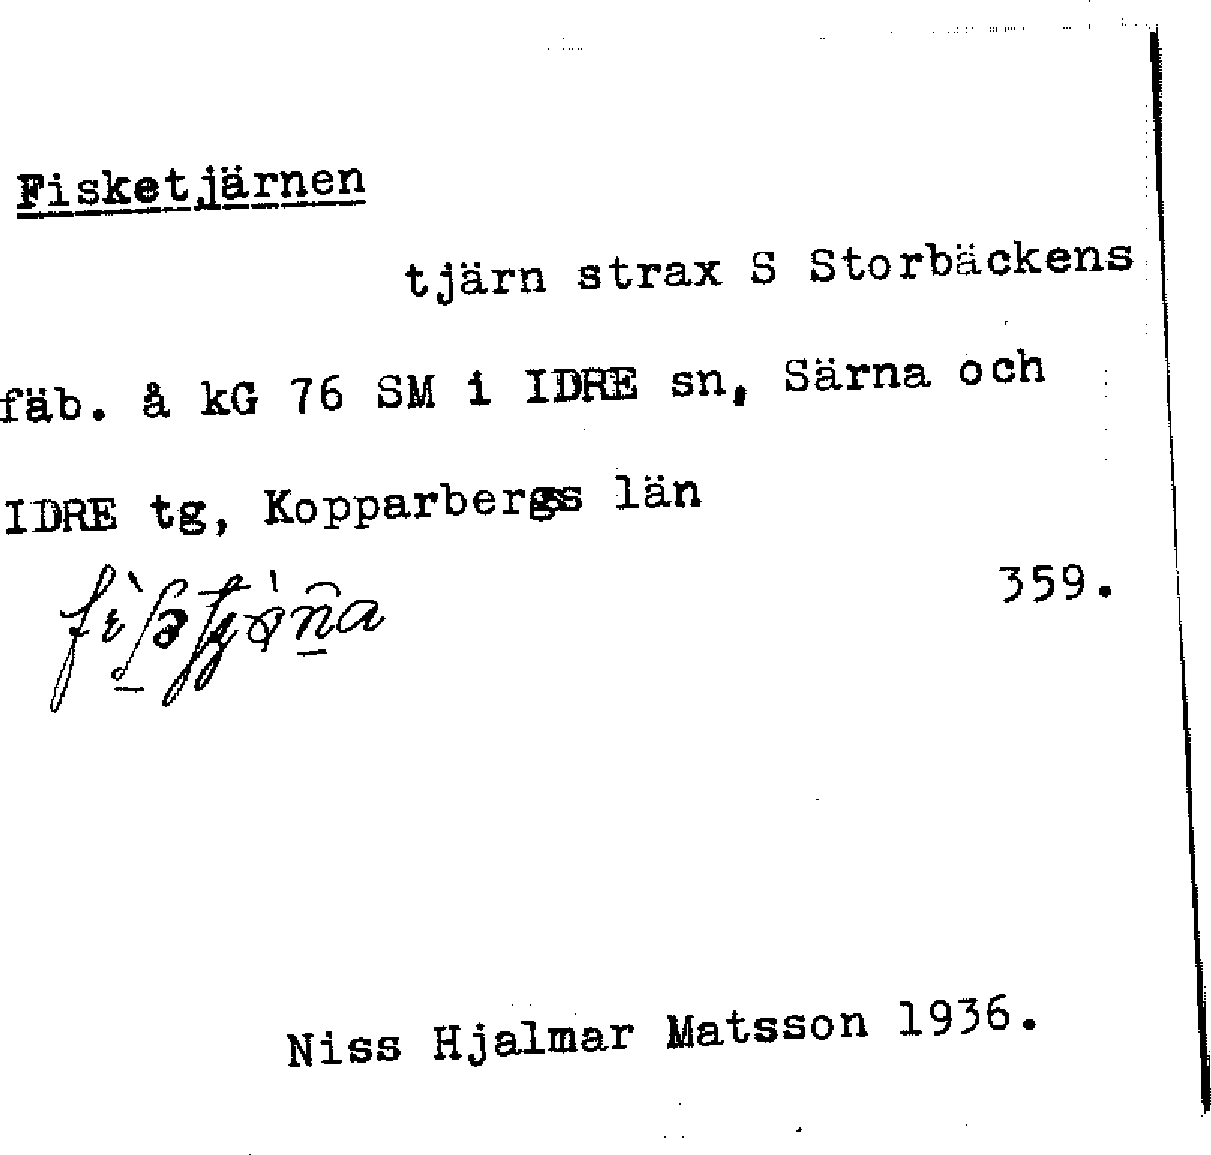 Fisketjärnen
tjärn strax S Storbäckens
fäb. å kG 76 SM i IDRE sn, Särna och
IDRE tg, Kopparbergs län
359.
Niss Hjalmar Matsson 1936.